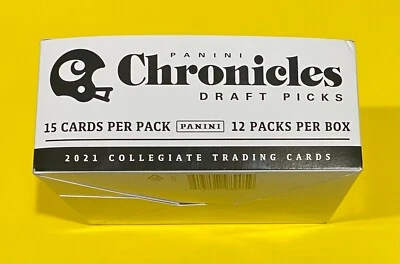 PANINI
Chronicles
DRAFT PICKS
15 CARDS PER PACK PANINI 12 PACKS PER BOX
2021 COLLEGIATE TRADING CARDS